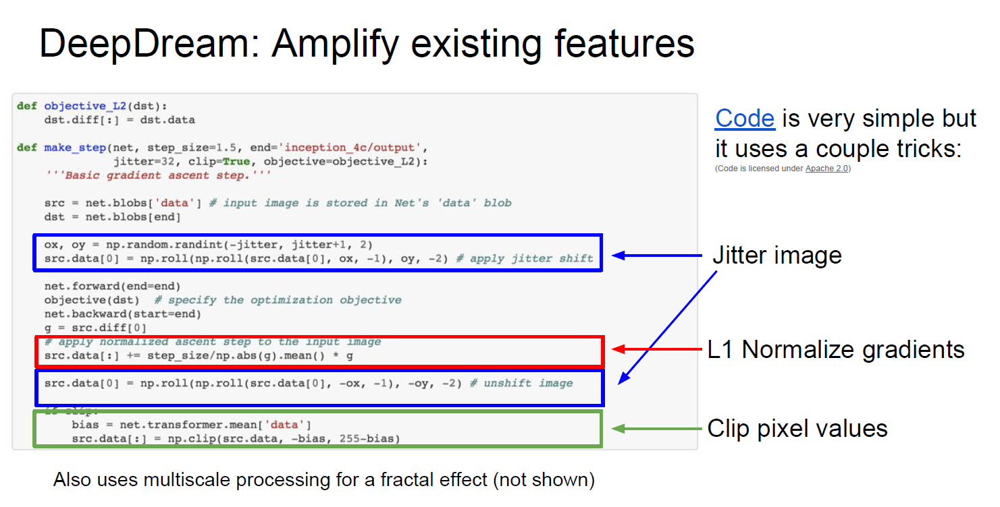 DeepDream: Amplify existing features
def objective_L2(dst):
    dst.diff[:] = dst.data
def make_step(net, step_size=1.5, end='inception_4c/output',
              jitter=32, clip=True, objective=objective_L2):
    '''Basic gradient ascent step.'''
    src = net.blobs['data'] # input image is stored in Net's 'data' blob
    dst = net.blobs[end]
    ox, oy = np.random.randint(-jitter, jitter+1, 2)
    src.data[0] = np.roll(np.roll(src.data[0], ox, -1), oy, -2) # apply jitter shift
    net.forward(end=end)
    objective(dst)  # specify the optimization objective
    net.backward(start=end)
    g = src.diff[0]
    # apply normalized ascent step to the input image
    src.data[:] += step_size/np.abs(g).mean() * g
    src.data[0] = np.roll(np.roll(src.data[0], -ox, -1), -oy, -2) # unshift image
    if clip:
        bias = net.transformer.mean['data']
        src.data[:] = np.clip(src.data, -bias, 255-bias)
Code is very simple but
it uses a couple tricks:
(Code is licensed under Apache 2.0)
Jitter image
L1 Normalize gradients
Clip pixel values
Also uses multiscale processing for a fractal effect (not shown)